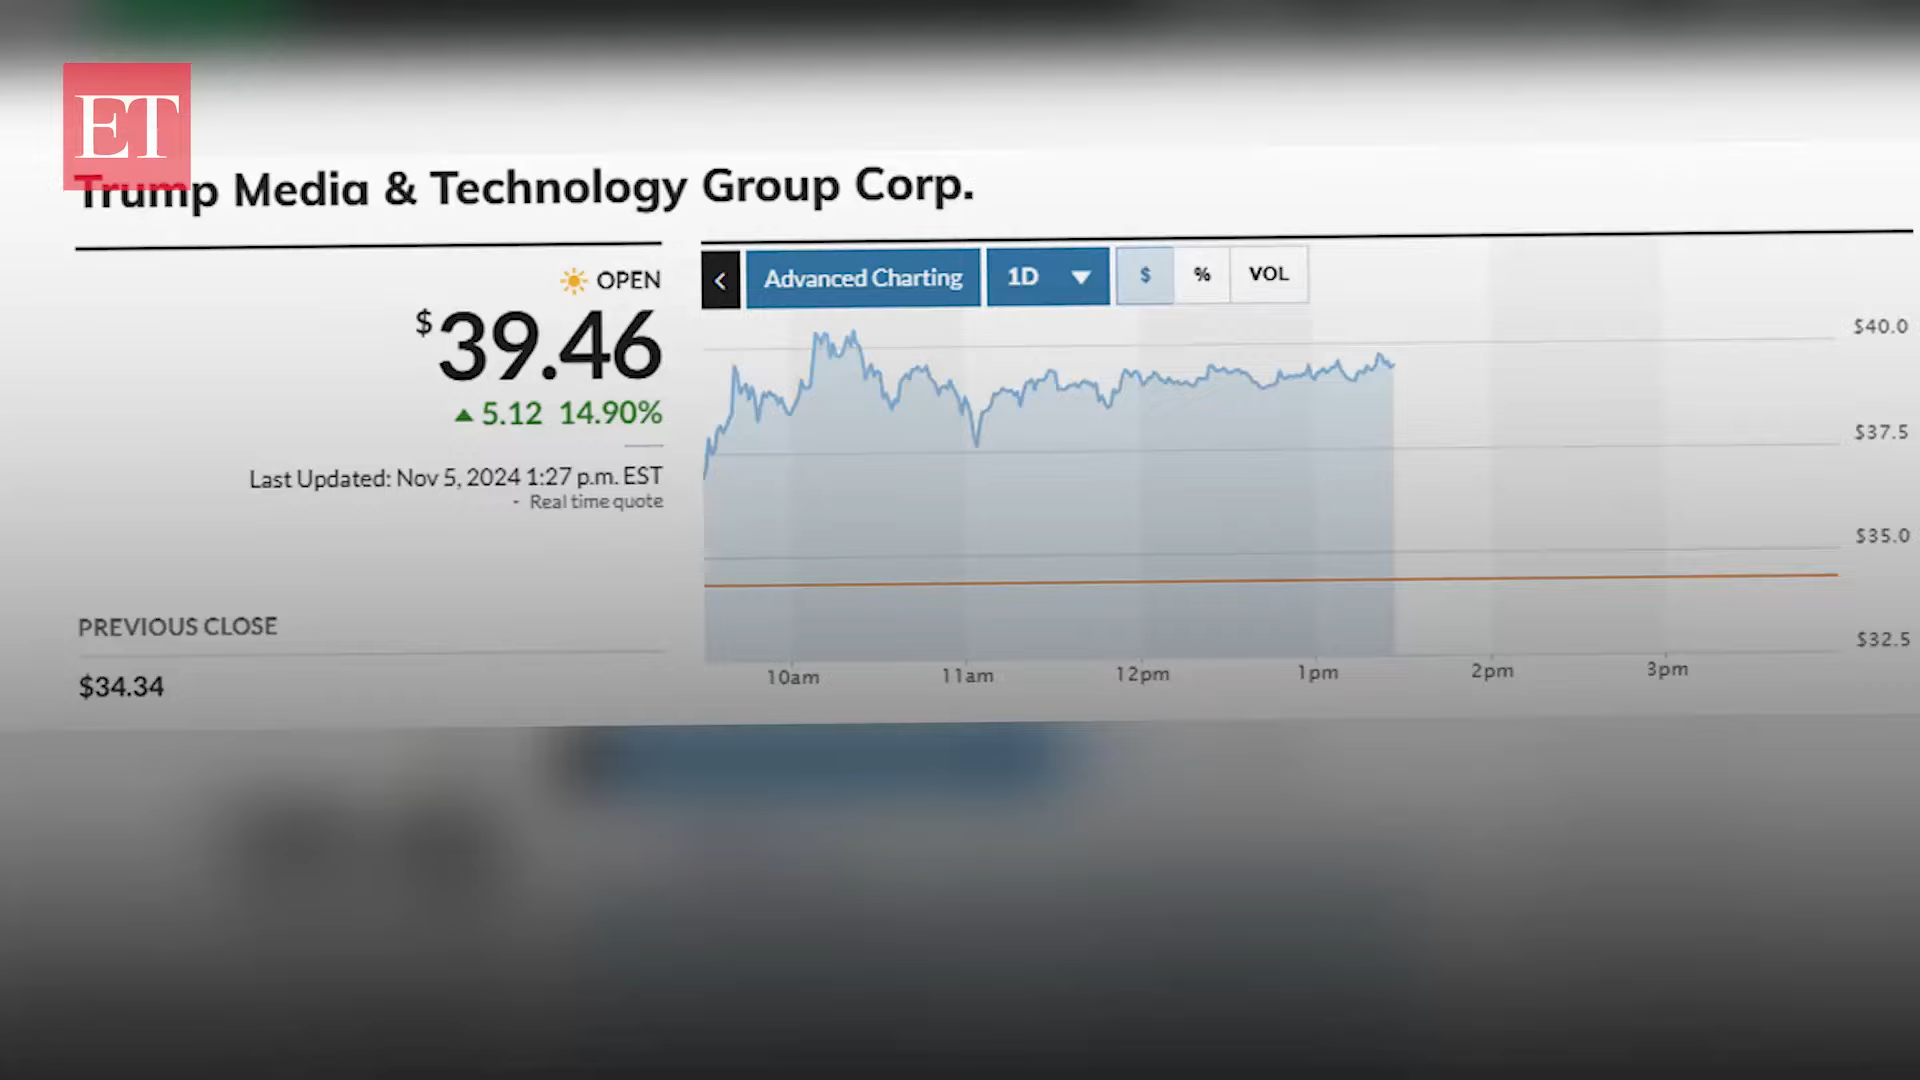 ET
Trump Media & Technology Group Corp.
OPEN
$39.46
▲ 5.12 14.90%
Last Updated: Nov 5, 2024 1:27 p.m. EST
- Real time quote
PREVIOUS CLOSE
$34.34
< Advanced Charting 1D ▼ $ % VOL
$40.0
$37.5
$35.0
$32.5
10am 11am 12pm 1pm 2pm 3pm